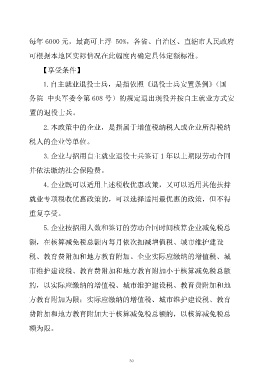 每年 6000 元，最高可上浮 50%，各省、自治区、直辖市人民政府
可根据本地区实际情况在此幅度内确定具体定额标准。
【享受条件】
1.自主就业退役士兵，是指依照《退役士兵安置条例》（国
务院 中央军委令第 608 号）的规定退出现役并按自主就业方式安
置的退役士兵。
2.本政策中的企业，是指属于增值税纳税人或企业所得税纳
税人的企业等单位。
3.企业与招用自主就业退役士兵签订 1 年以上期限劳动合同
并依法缴纳社会保险费。
4.企业既可以适用上述税收优惠政策，又可以适用其他扶持
就业专项税收优惠政策的，可以选择适用最优惠的政策，但不得
重复享受。
5.企业按招用人数和签订的劳动合同时间核算企业减免税总
额，在核算减免税总额内每月依次扣减增值税、城市维护建设
税、教育费附加和地方教育附加。企业实际应缴纳的增值税、城
市维护建设税、教育费附加和地方教育附加小于核算减免税总额
的，以实际应缴纳的增值税、城市维护建设税、教育费附加和地
方教育附加为限；实际应缴纳的增值税、城市维护建设税、教育
费附加和地方教育附加大于核算减免税总额的，以核算减免税总
额为限。